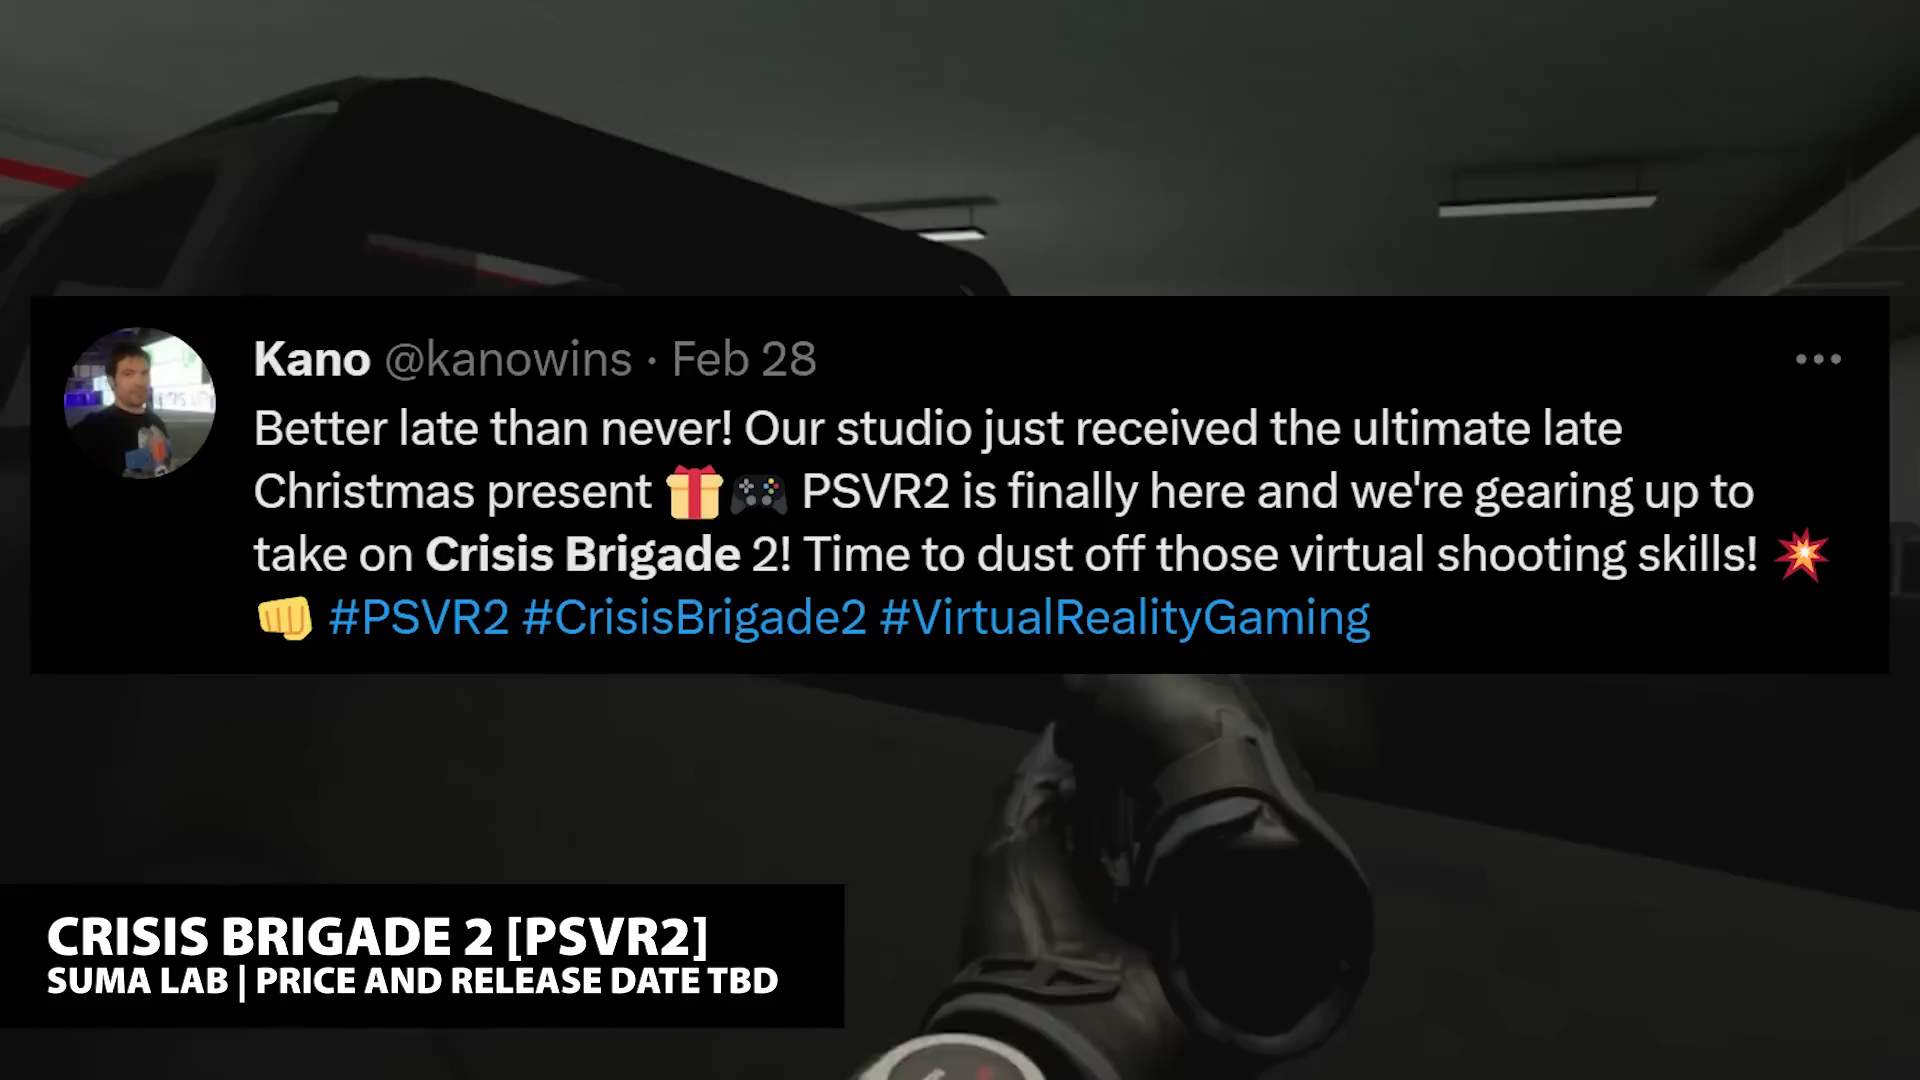 Kano @kanowins · Feb 28
Better late than never! Our studio just received the ultimate late
Christmas present 🎁🎮 PSVR2 is finally here and we're gearing up to
take on Crisis Brigade 2! Time to dust off those virtual shooting skills! 💥
👊 #PSVR2 #CrisisBrigade2 #VirtualRealityGaming
CRISIS BRIGADE 2 [PSVR2]
SUMA LAB | PRICE AND RELEASE DATE TBD